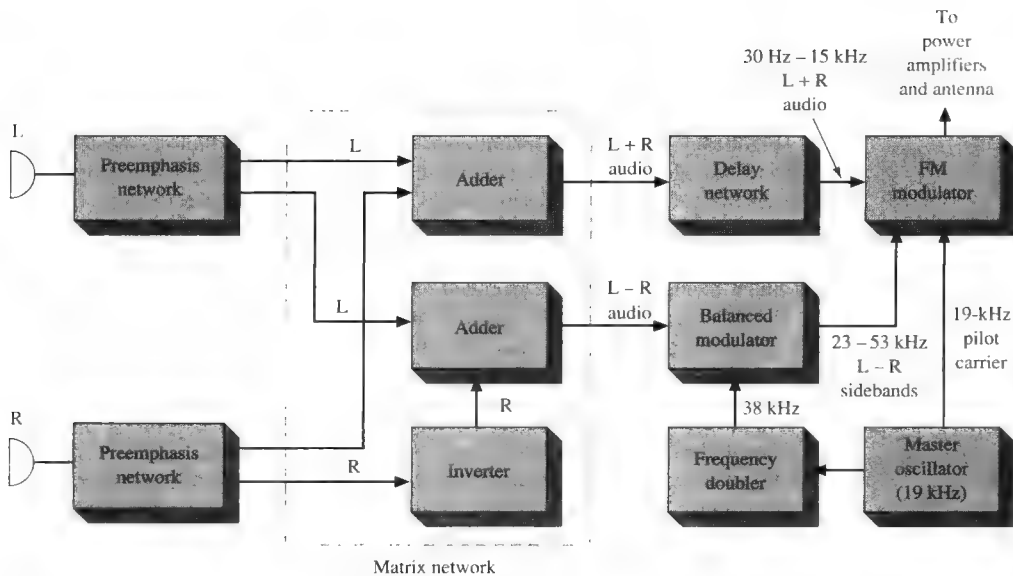 To
power
amplifiers
and antenna
30 Hz – 15 kHz
L + R
audio
L
Preemphasis
network
L
Adder
L + R
audio
Delay
network
FM
modulator
L
Adder
L – R
audio
Balanced
modulator
23 – 53 kHz
L – R
sidebands
19-kHz
pilot
carrier
R
38 kHz
R
Preemphasis
network
R
Inverter
Frequency
doubler
Master
oscillator
(19 kHz)
Matrix network